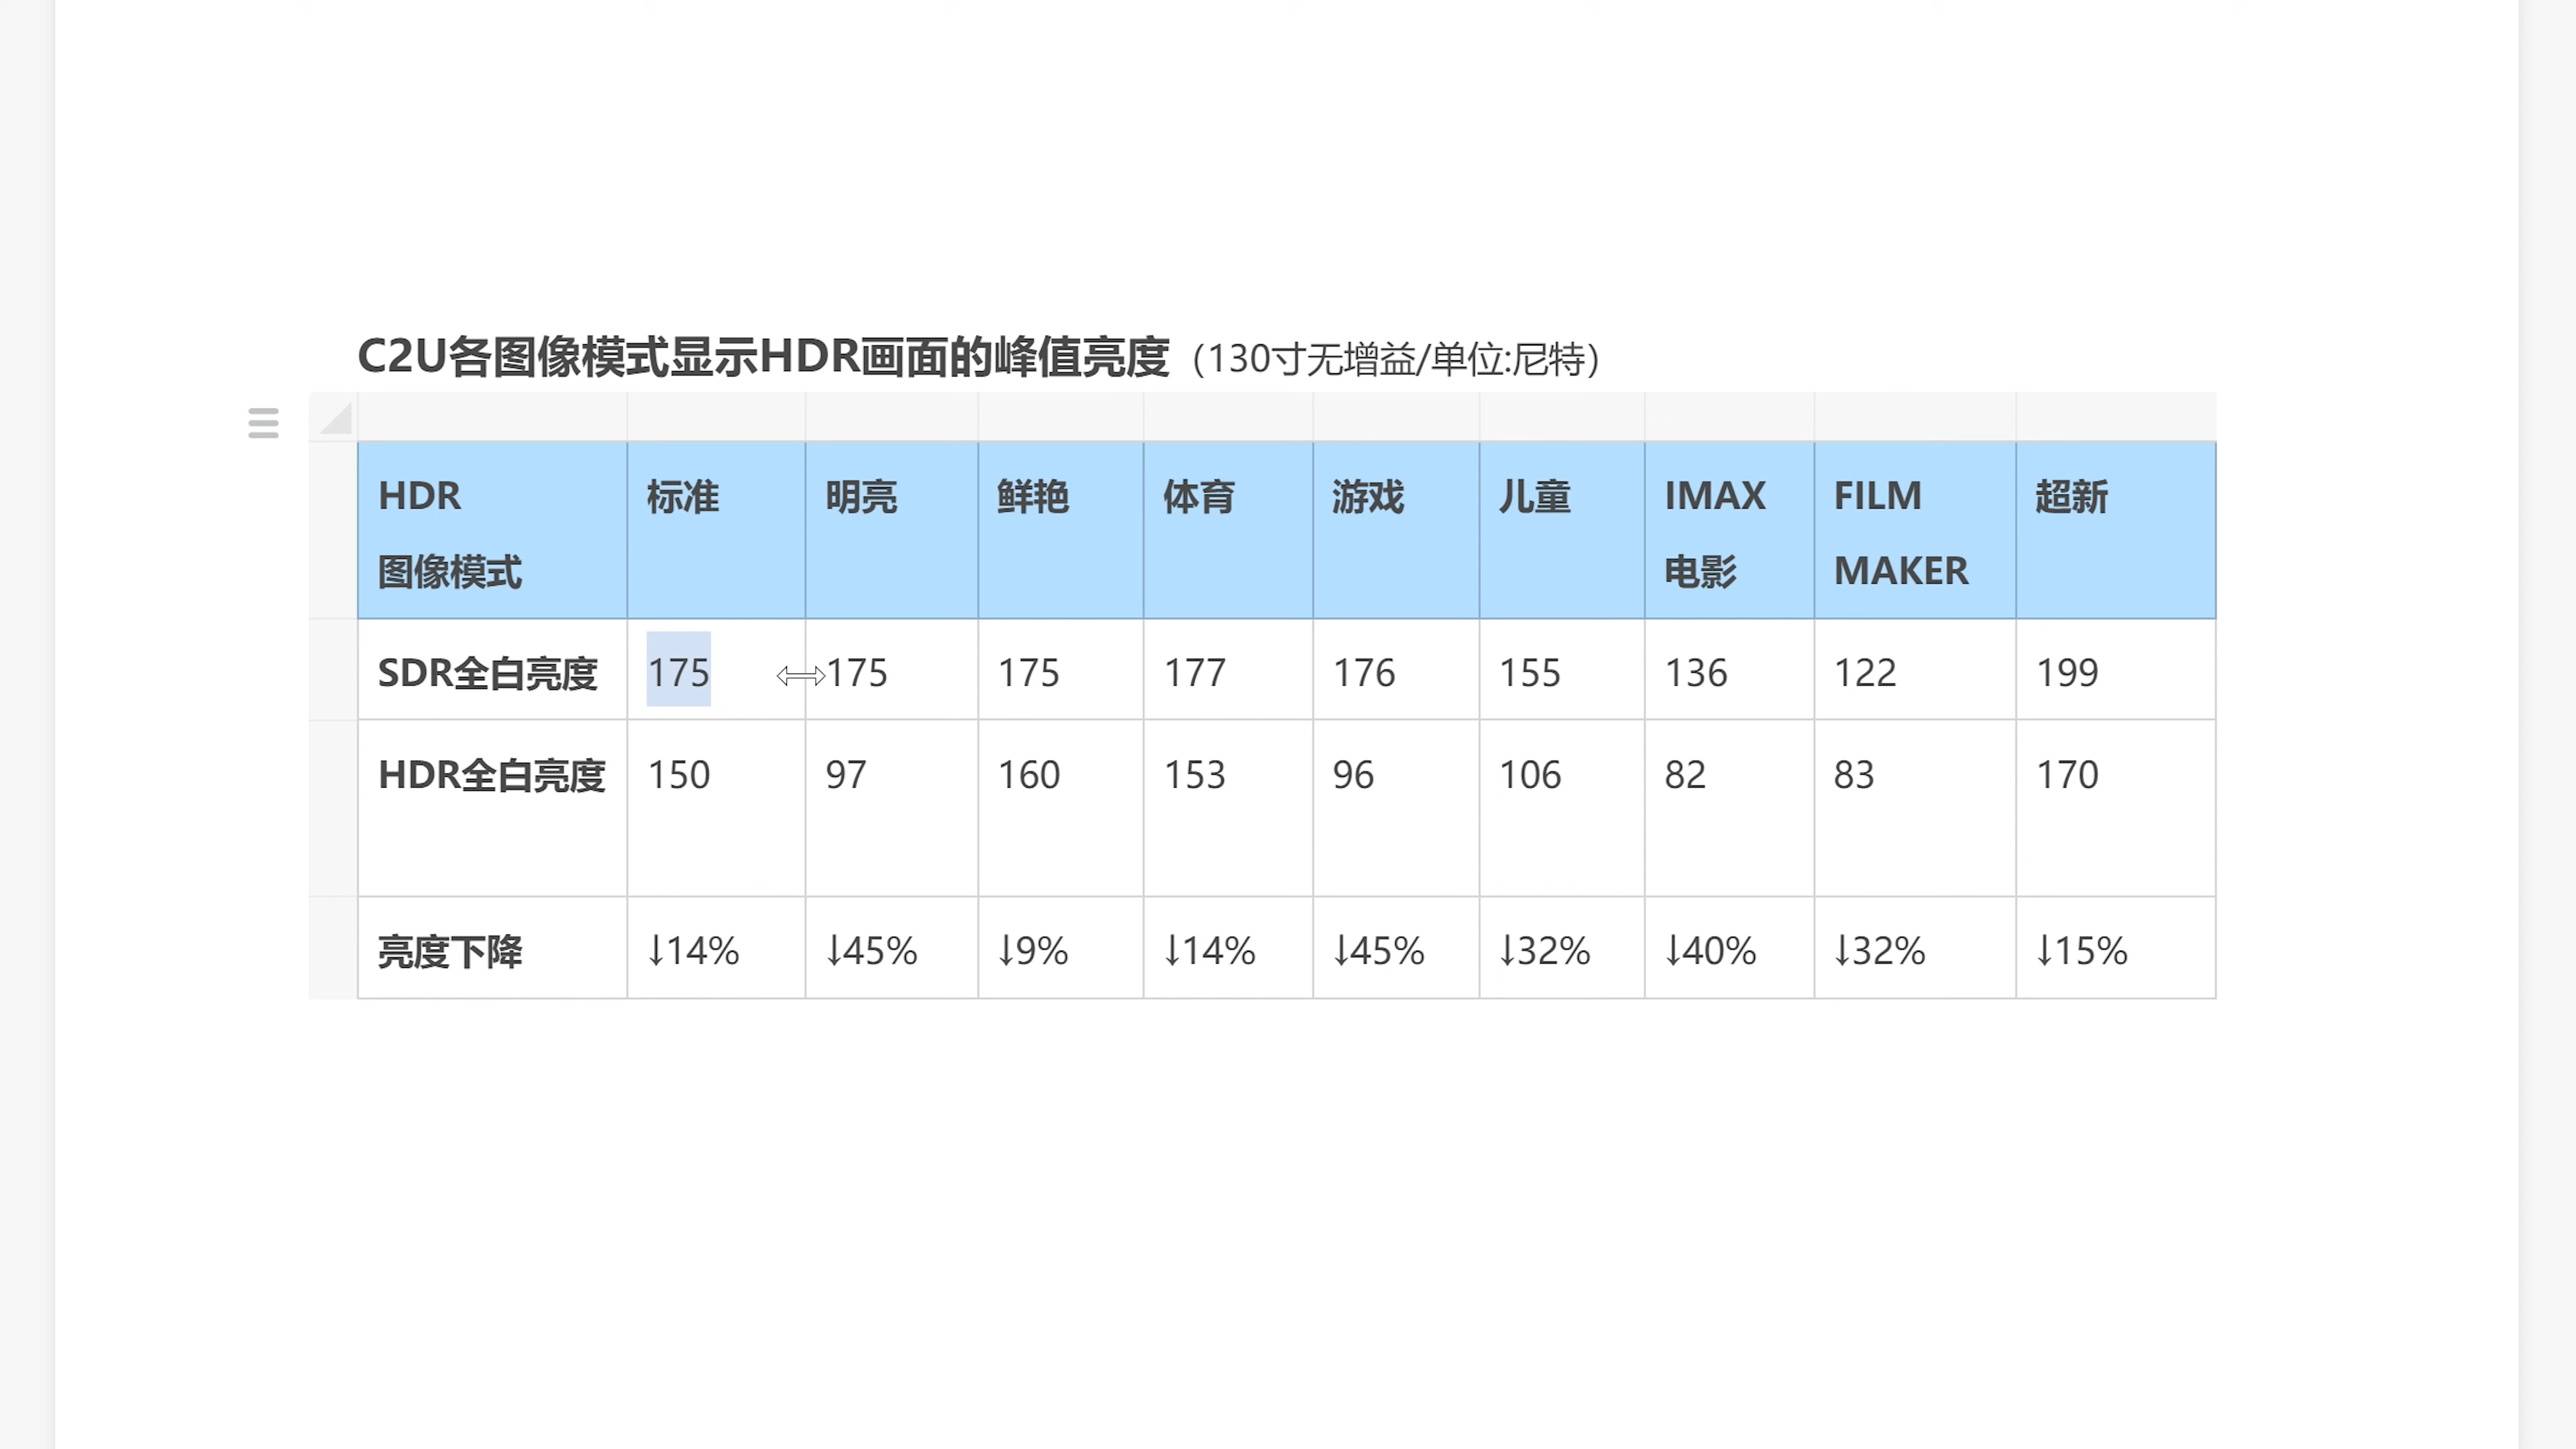 C2U各图像模式显示HDR画面的峰值亮度（130寸无增益/单位:尼特）
HDR 图像模式 标准 明亮 鲜艳 体育 游戏 儿童 IMAX 电影 FILM MAKER 超新
SDR全白亮度 175 175 175 177 176 155 136 122 199
HDR全白亮度 150 97 160 153 96 106 82 83 170
亮度下降 ↓14% ↓45% ↓9% ↓14% ↓45% ↓32% ↓40% ↓32% ↓15%